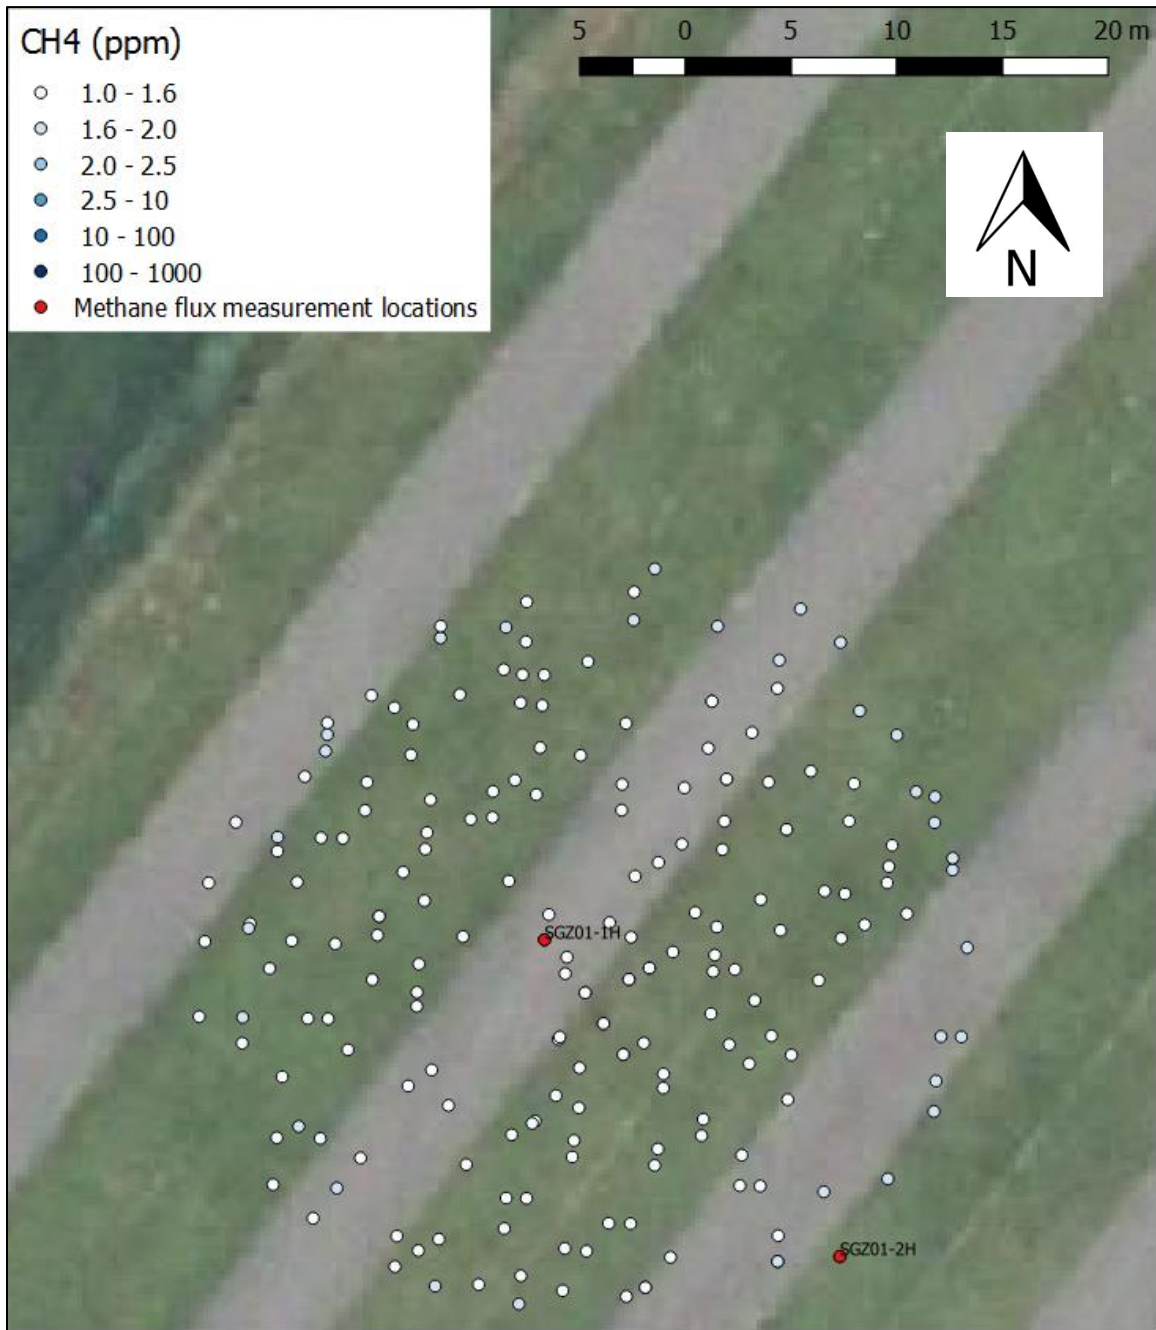 CH4 (ppm)
1.0 - 1.6
1.6 - 2.0
2.0 - 2.5
2.5 - 10
10 - 100
100 - 1000
Methane flux measurement locations
5 0 5 10 15 20 m
N
SGZ01-1H
SGZ01-2H